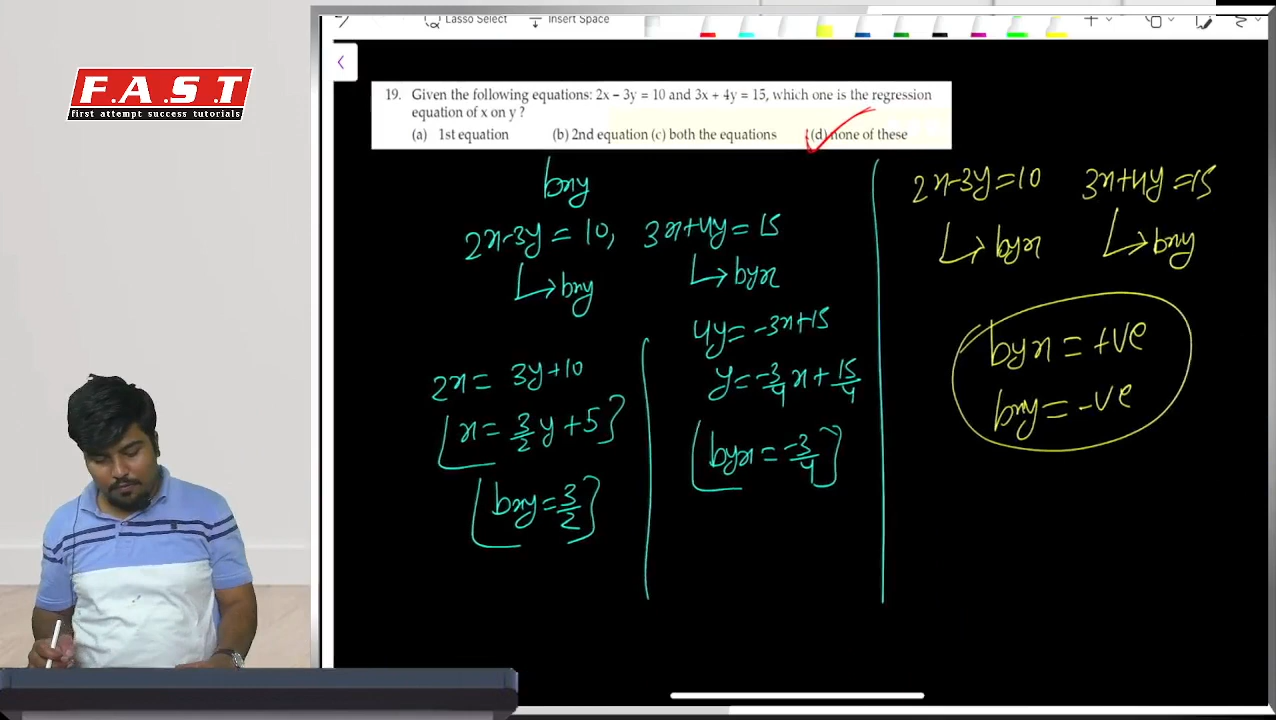 Lasso Select
Insert Space
F.A.S.T
first attempt success tutorials
19. Given the following equations: 2x – 3y = 10 and 3x + 4y = 15, which one is the regression
equation of x on y ?
(a) 1st equation (b) 2nd equation (c) both the equations (d) none of these
bxy
2x-3y = 10, 3x+4y = 15
↳ bxy ↳ byx
2x = 3y+10
x = 3/2 y + 5
bxy = 3/2
4y = -3x+15
y = -3/4 x + 15/4
byx = -3/4
2x-3y=10 3x+4y=15
↳ byx ↳ bxy
byx = +ve
bxy = -ve